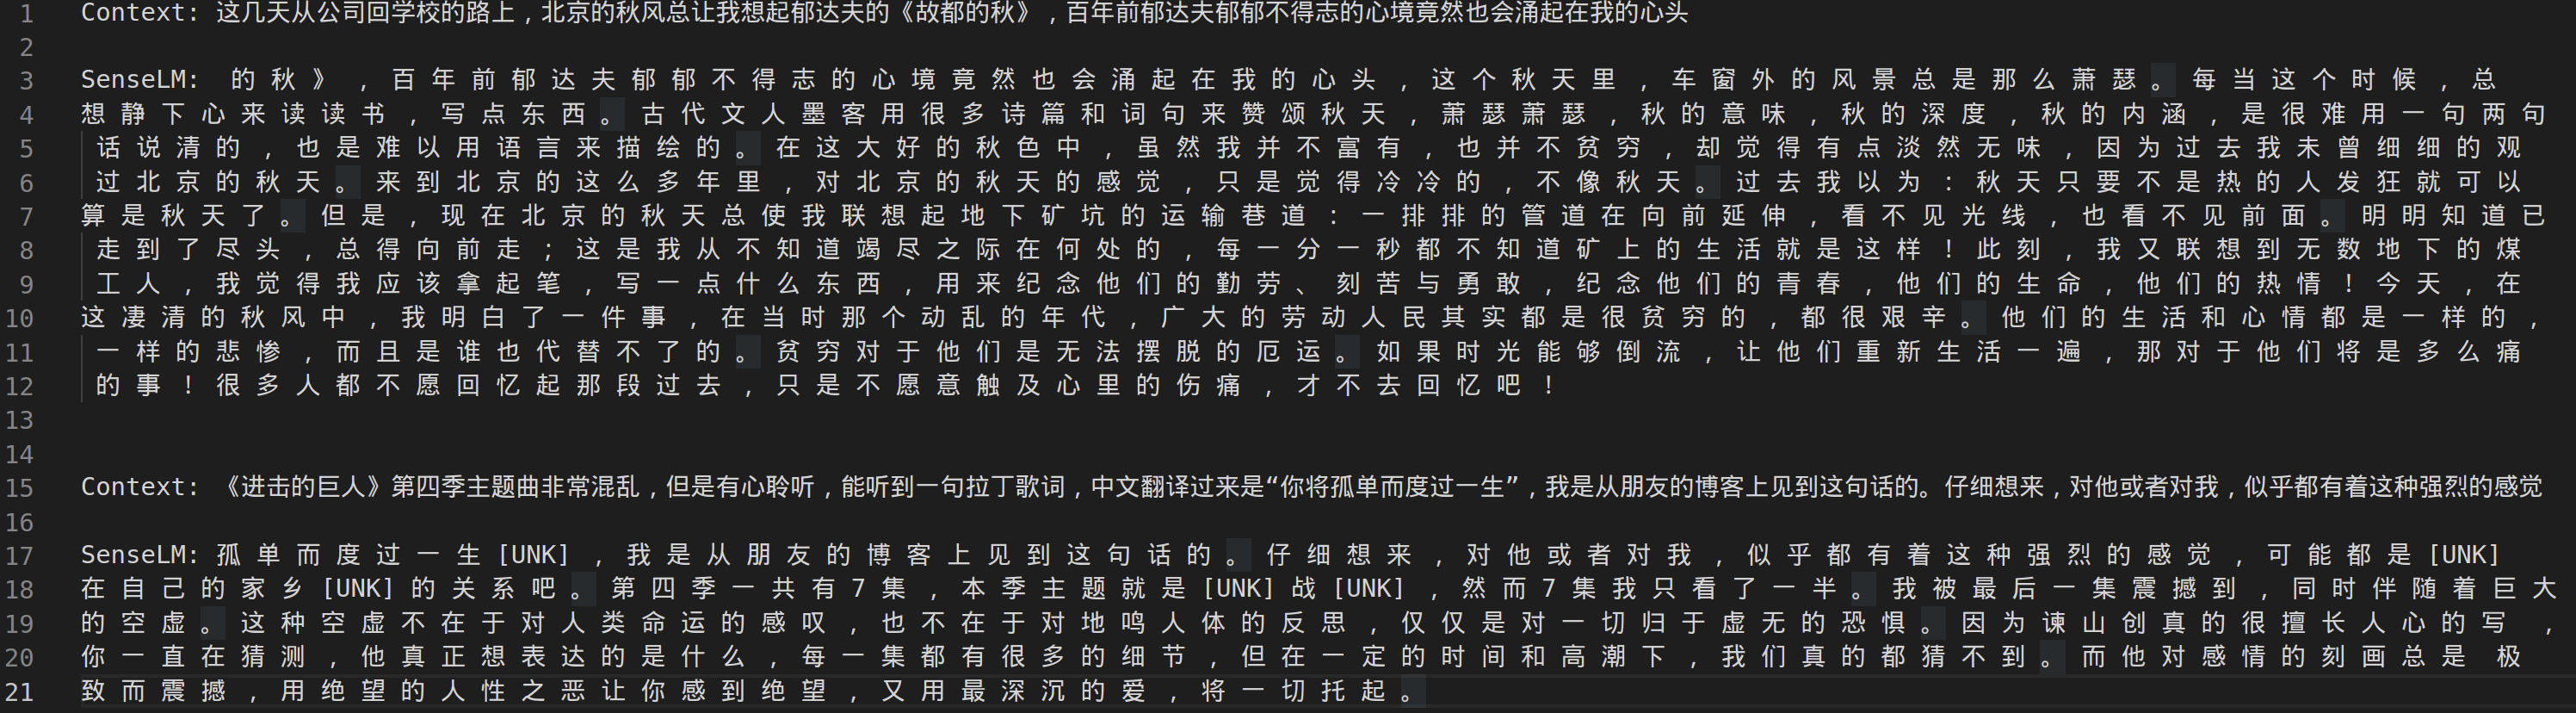 1 Context: 这几天从公司回学校的路上，北京的秋风总让我想起郁达夫的《故都的秋》，百年前郁达夫郁郁不得志的心境竟然也会涌起在我的心头
2
3 SenseLM: 的 秋 》 ， 百 年 前 郁 达 夫 郁 郁 不 得 志 的 心 境 竟 然 也 会 涌 起 在 我 的 心 头 ， 这 个 秋 天 里 ， 车 窗 外 的 风 景 总 是 那 么 萧 瑟 。 每 当 这 个 时 候 ， 总
4 想 静 下 心 来 读 读 书 ， 写 点 东 西 。 古 代 文 人 墨 客 用 很 多 诗 篇 和 词 句 来 赞 颂 秋 天 ， 萧 瑟 萧 瑟 ， 秋 的 意 味 ， 秋 的 深 度 ， 秋 的 内 涵 ， 是 很 难 用 一 句 两 句
5 话 说 清 的 ， 也 是 难 以 用 语 言 来 描 绘 的 。 在 这 大 好 的 秋 色 中 ， 虽 然 我 并 不 富 有 ， 也 并 不 贫 穷 ， 却 觉 得 有 点 淡 然 无 味 ， 因 为 过 去 我 未 曾 细 细 的 观
6 过 北 京 的 秋 天 。 来 到 北 京 的 这 么 多 年 里 ， 对 北 京 的 秋 天 的 感 觉 ， 只 是 觉 得 冷 冷 的 ， 不 像 秋 天 。 过 去 我 以 为 : 秋 天 只 要 不 是 热 的 人 发 狂 就 可 以
7 算 是 秋 天 了 。 但 是 ， 现 在 北 京 的 秋 天 总 使 我 联 想 起 地 下 矿 坑 的 运 输 巷 道 : 一 排 排 的 管 道 在 向 前 延 伸 ， 看 不 见 光 线 ， 也 看 不 见 前 面 。 明 明 知 道 已
8 走 到 了 尽 头 ， 总 得 向 前 走 ; 这 是 我 从 不 知 道 竭 尽 之 际 在 何 处 的 ， 每 一 分 一 秒 都 不 知 道 矿 上 的 生 活 就 是 这 样 ! 此 刻 ， 我 又 联 想 到 无 数 地 下 的 煤
9 工 人 ， 我 觉 得 我 应 该 拿 起 笔 ， 写 一 点 什 么 东 西 ， 用 来 纪 念 他 们 的 勤 劳 、 刻 苦 与 勇 敢 ， 纪 念 他 们 的 青 春 ， 他 们 的 生 命 ， 他 们 的 热 情 ! 今 天 ， 在
10 这 凄 清 的 秋 风 中 ， 我 明 白 了 一 件 事 ， 在 当 时 那 个 动 乱 的 年 代 ， 广 大 的 劳 动 人 民 其 实 都 是 很 贫 穷 的 ， 都 很 艰 辛 。 他 们 的 生 活 和 心 情 都 是 一 样 的 ，
11 一 样 的 悲 惨 ， 而 且 是 谁 也 代 替 不 了 的 。 贫 穷 对 于 他 们 是 无 法 摆 脱 的 厄 运 。 如 果 时 光 能 够 倒 流 ， 让 他 们 重 新 生 活 一 遍 ， 那 对 于 他 们 将 是 多 么 痛
12 的 事 ! 很 多 人 都 不 愿 回 忆 起 那 段 过 去 ， 只 是 不 愿 意 触 及 心 里 的 伤 痛 ， 才 不 去 回 忆 吧 !
13
14
15 Context: 《进击的巨人》第四季主题曲非常混乱，但是有心聆听，能听到一句拉丁歌词，中文翻译过来是“你将孤单而度过一生”，我是从朋友的博客上见到这句话的。仔细想来，对他或者对我，似乎都有着这种强烈的感觉
16
17 SenseLM: 孤 单 而 度 过 一 生 [UNK] ， 我 是 从 朋 友 的 博 客 上 见 到 这 句 话 的 。 仔 细 想 来 ， 对 他 或 者 对 我 ， 似 乎 都 有 着 这 种 强 烈 的 感 觉 ， 可 能 都 是 [UNK]
18 在 自 己 的 家 乡 [UNK] 的 关 系 吧 。 第 四 季 一 共 有 7 集 ， 本 季 主 题 就 是 [UNK] 战 [UNK] ， 然 而 7 集 我 只 看 了 一 半 。 我 被 最 后 一 集 震 撼 到 ， 同 时 伴 随 着 巨 大
19 的 空 虚 。 这 种 空 虚 不 在 于 对 人 类 命 运 的 感 叹 ， 也 不 在 于 对 地 鸣 人 体 的 反 思 ， 仅 仅 是 对 一 切 归 于 虚 无 的 恐 惧 。 因 为 谏 山 创 真 的 很 擅 长 人 心 的 写 ，
20 你 一 直 在 猜 测 ， 他 真 正 想 表 达 的 是 什 么 ， 每 一 集 都 有 很 多 的 细 节 ， 但 在 一 定 的 时 间 和 高 潮 下 ， 我 们 真 的 都 猜 不 到 。 而 他 对 感 情 的 刻 画 总 是 极
21 致 而 震 撼 ， 用 绝 望 的 人 性 之 恶 让 你 感 到 绝 望 ， 又 用 最 深 沉 的 爱 ， 将 一 切 托 起 。